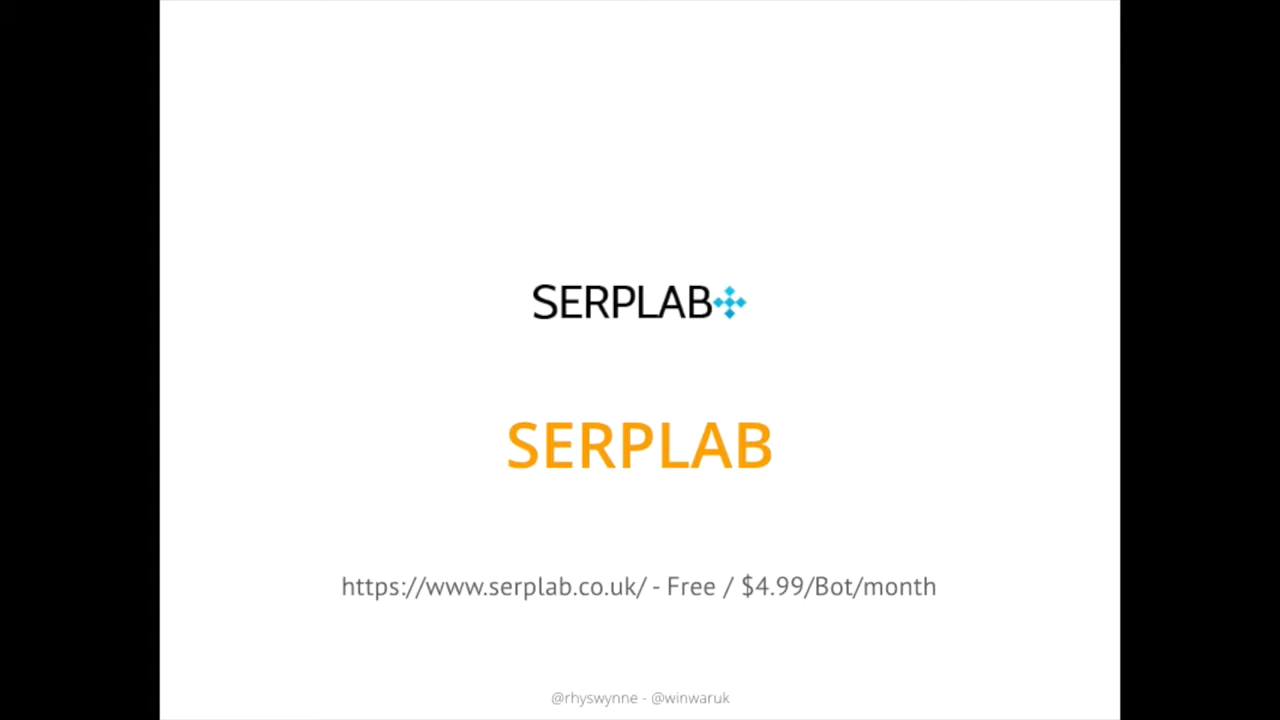 SERPLAB
SERPLAB
https://www.serplab.co.uk/ - Free / $4.99/Bot/month
@rhyswynne - @winwaruk